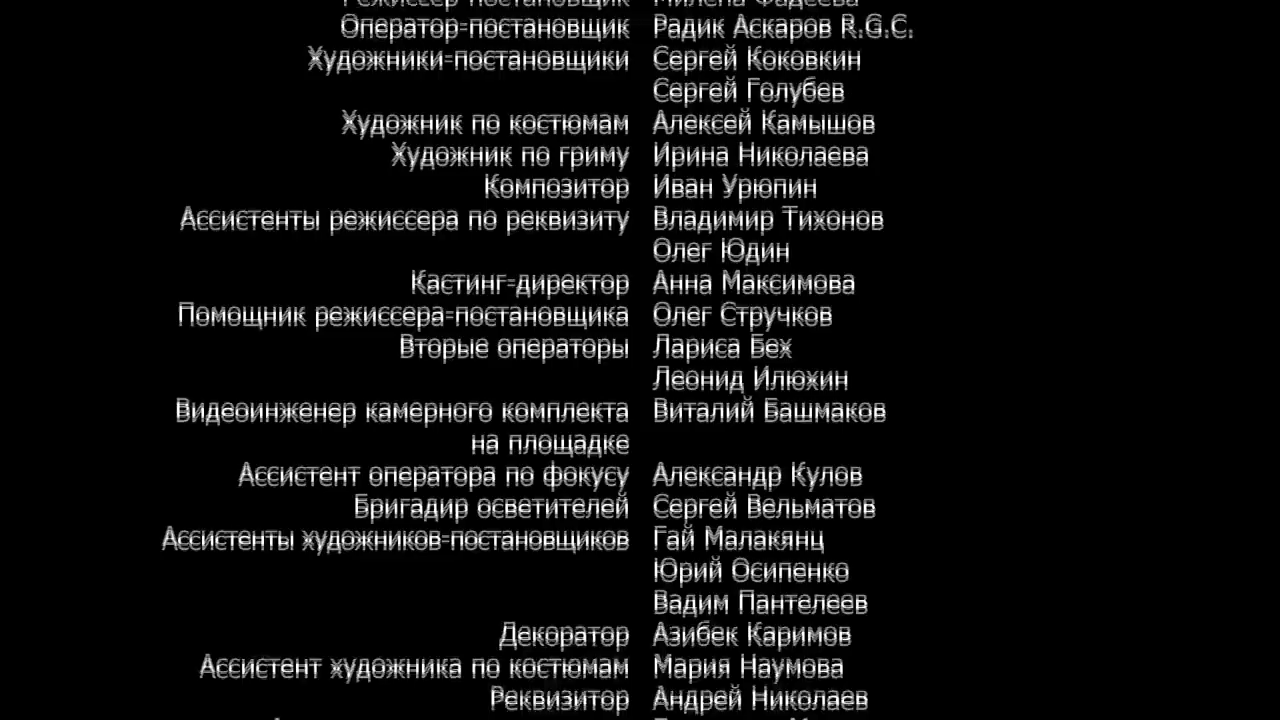 Режиссер-постановщик Милена Фадеева
Оператор-постановщик Радик Аскаров R.G.C.
Художники-постановщики Сергей Коковкин
Сергей Голубев
Художник по костюмам Алексей Камышов
Художник по гриму Ирина Николаева
Композитор Иван Урюпин
Ассистенты режиссера по реквизиту Владимир Тихонов
Олег Юдин
Кастинг-директор Анна Максимова
Помощник режиссера-постановщика Олег Стручков
Вторые операторы Лариса Бех
Леонид Илюхин
Видеоинженер камерного комплекта Виталий Башмаков
на площадке
Ассистент оператора по фокусу Александр Кулов
Бригадир осветителей Сергей Вельматов
Ассистенты художников-постановщиков Гай Малакянц
Юрий Осипенко
Вадим Пантелеев
Декоратор Азибек Каримов
Ассистент художника по костюмам Мария Наумова
Реквизитор Андрей Николаев